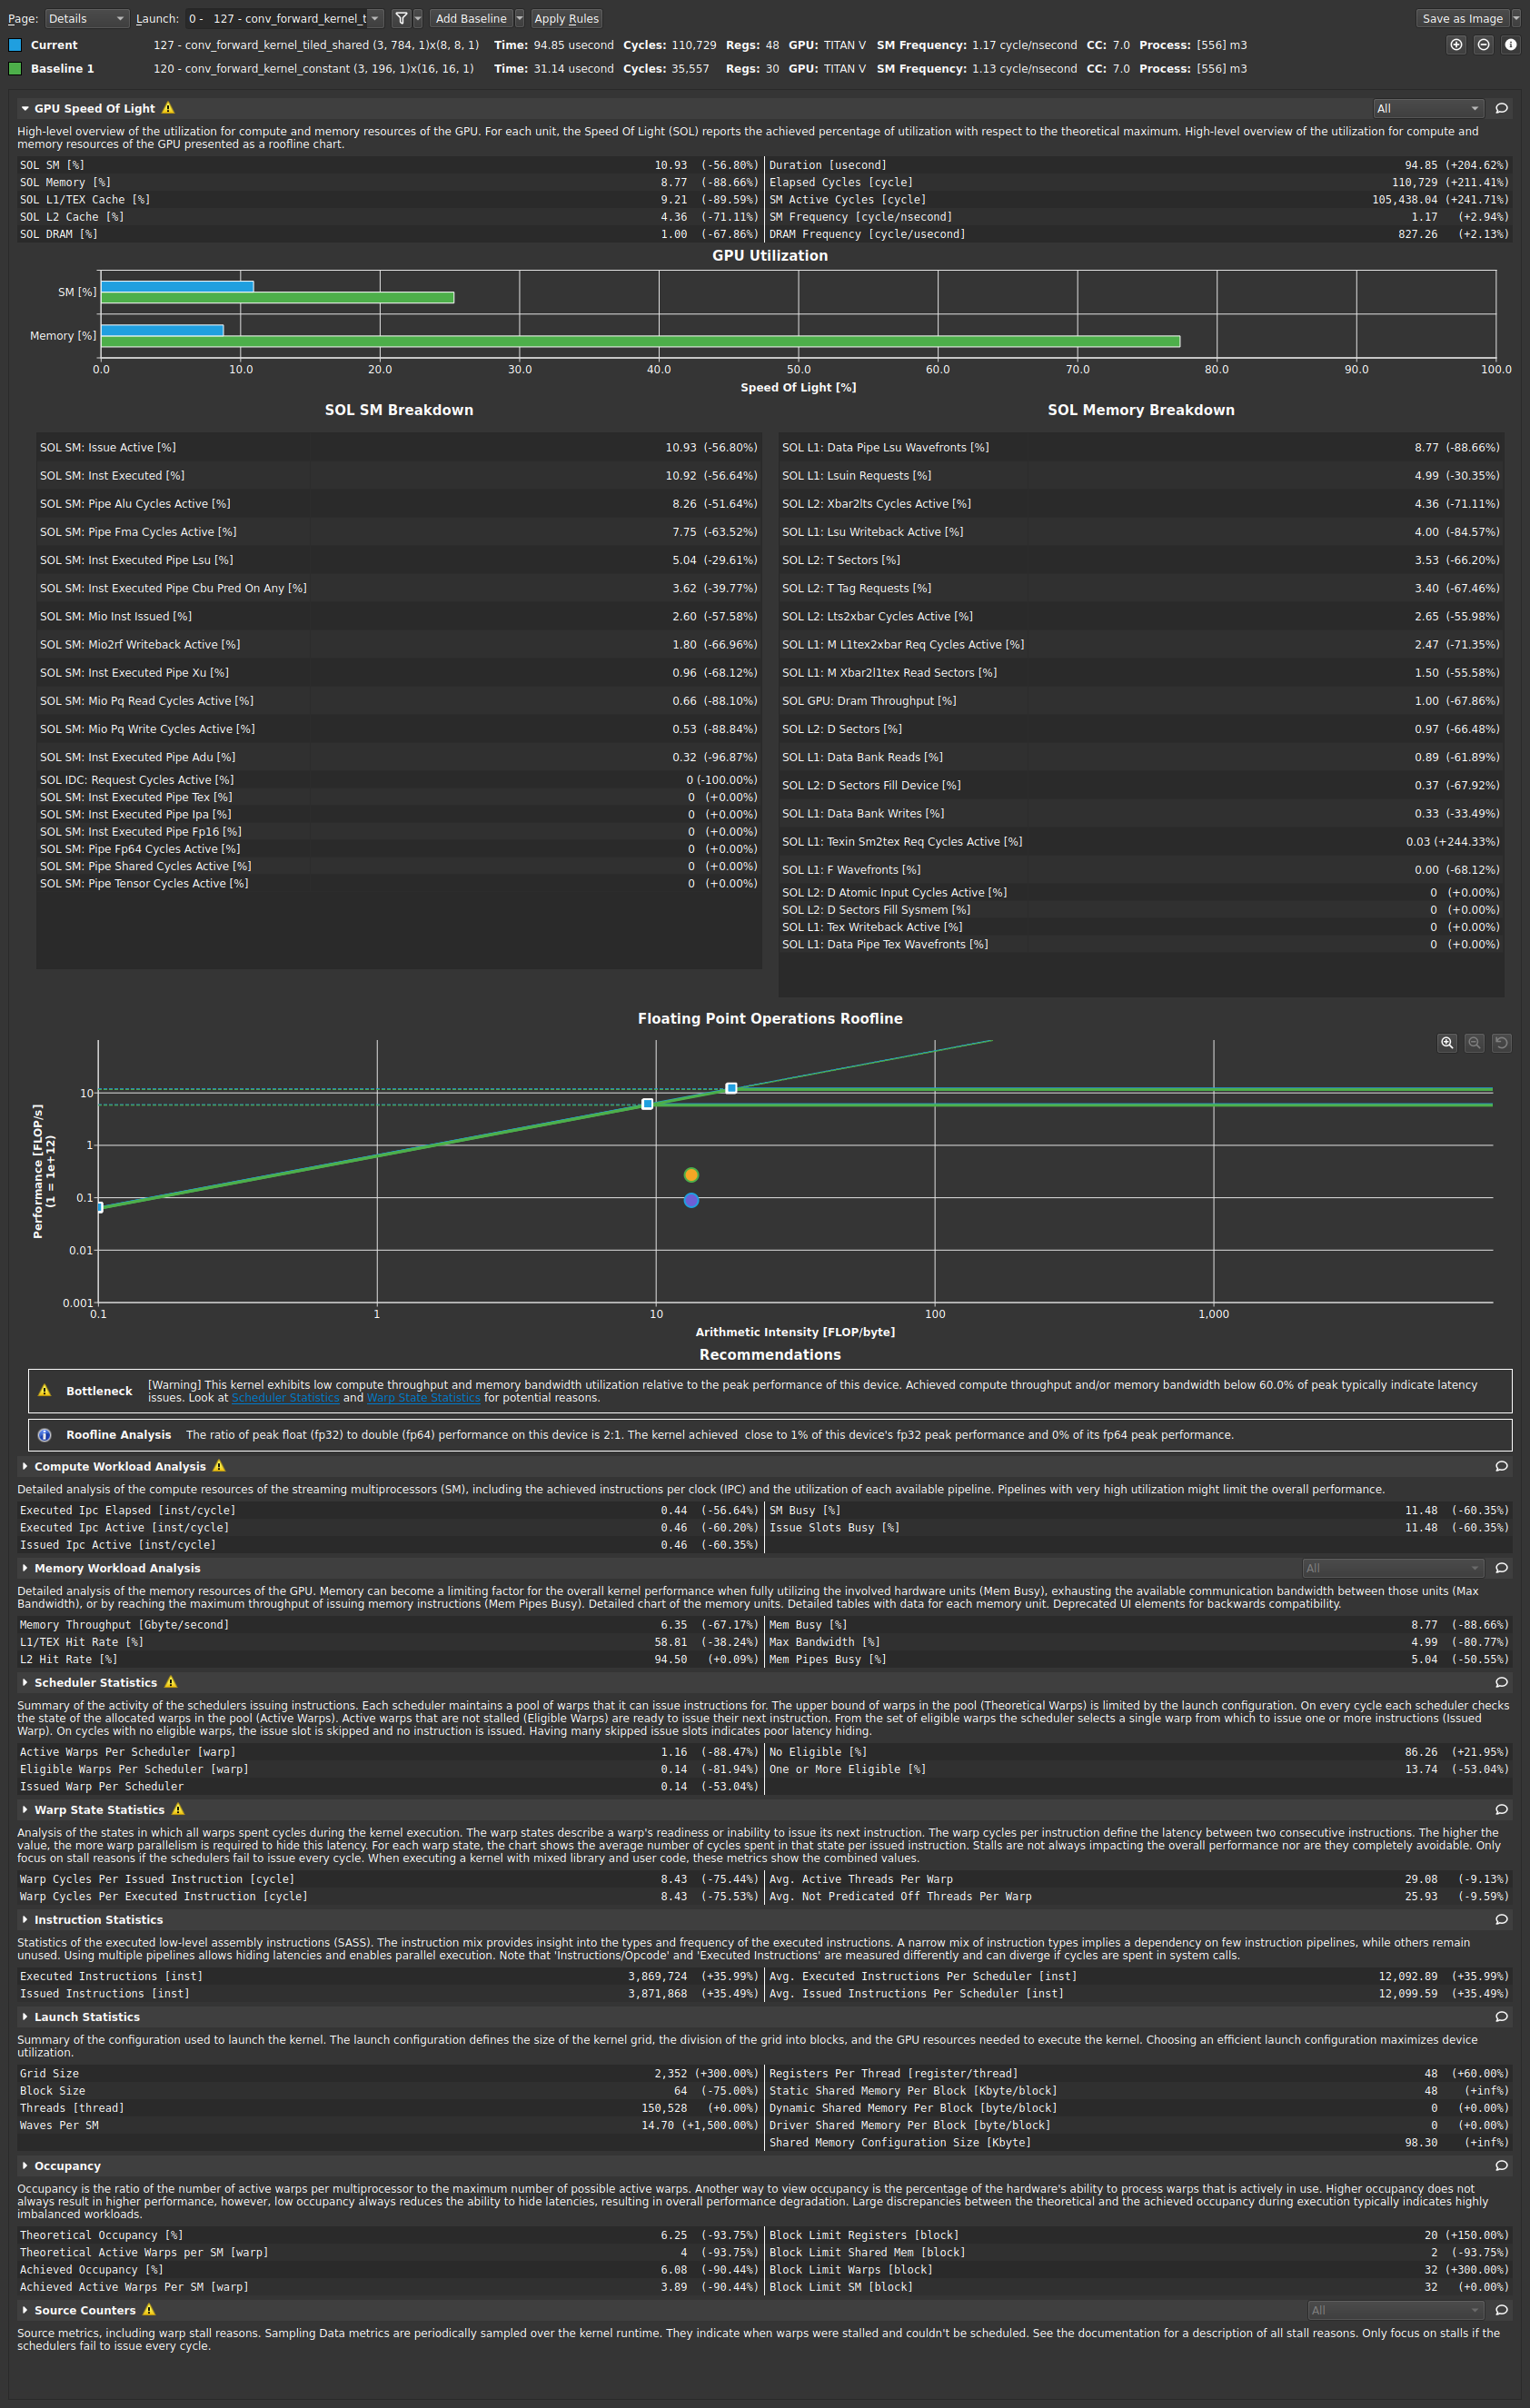 Page: Details Launch: 0 - 127 - conv_forward_kernel_t Add Baseline Apply Rules Save as Image
Current 127 - conv_forward_kernel_tiled_shared (3, 784, 1)x(8, 8, 1) Time: 94.85 usecond Cycles: 110,729 Regs: 48 GPU: TITAN V SM Frequency: 1.17 cycle/nsecond CC: 7.0 Process: [556] m3
Baseline 1 120 - conv_forward_kernel_constant (3, 196, 1)x(16, 16, 1) Time: 31.14 usecond Cycles: 35,557 Regs: 30 GPU: TITAN V SM Frequency: 1.13 cycle/nsecond CC: 7.0 Process: [556] m3
GPU Speed Of Light All
High-level overview of the utilization for compute and memory resources of the GPU. For each unit, the Speed Of Light (SOL) reports the achieved percentage of utilization with respect to the theoretical maximum. High-level overview of the utilization for compute and
memory resources of the GPU presented as a roofline chart.
SOL SM [%] 10.93 (-56.80%) Duration [usecond] 94.85 (+204.62%)
SOL Memory [%] 8.77 (-88.66%) Elapsed Cycles [cycle] 110,729 (+211.41%)
SOL L1/TEX Cache [%] 9.21 (-89.59%) SM Active Cycles [cycle] 105,438.04 (+241.71%)
SOL L2 Cache [%] 4.36 (-71.11%) SM Frequency [cycle/nsecond] 1.17 (+2.94%)
SOL DRAM [%] 1.00 (-67.86%) DRAM Frequency [cycle/usecond] 827.26 (+2.13%)
GPU Utilization
SM [%]
Memory [%]
0.0 10.0 20.0 30.0 40.0 50.0 60.0 70.0 80.0 90.0 100.0
Speed Of Light [%]
SOL SM Breakdown
SOL SM: Issue Active [%] 10.93 (-56.80%)
SOL SM: Inst Executed [%] 10.92 (-56.64%)
SOL SM: Pipe Alu Cycles Active [%] 8.26 (-51.64%)
SOL SM: Pipe Fma Cycles Active [%] 7.75 (-63.52%)
SOL SM: Inst Executed Pipe Lsu [%] 5.04 (-29.61%)
SOL SM: Inst Executed Pipe Cbu Pred On Any [%] 3.62 (-39.77%)
SOL SM: Mio Inst Issued [%] 2.60 (-57.58%)
SOL SM: Mio2rf Writeback Active [%] 1.80 (-66.96%)
SOL SM: Inst Executed Pipe Xu [%] 0.96 (-68.12%)
SOL SM: Mio Pq Read Cycles Active [%] 0.66 (-88.10%)
SOL SM: Mio Pq Write Cycles Active [%] 0.53 (-88.84%)
SOL SM: Inst Executed Pipe Adu [%] 0.32 (-96.87%)
SOL IDC: Request Cycles Active [%] 0 (-100.00%)
SOL SM: Inst Executed Pipe Tex [%] 0 (+0.00%)
SOL SM: Inst Executed Pipe Ipa [%] 0 (+0.00%)
SOL SM: Inst Executed Pipe Fp16 [%] 0 (+0.00%)
SOL SM: Pipe Fp64 Cycles Active [%] 0 (+0.00%)
SOL SM: Pipe Shared Cycles Active [%] 0 (+0.00%)
SOL SM: Pipe Tensor Cycles Active [%] 0 (+0.00%)
SOL Memory Breakdown
SOL L1: Data Pipe Lsu Wavefronts [%] 8.77 (-88.66%)
SOL L1: Lsuin Requests [%] 4.99 (-30.35%)
SOL L2: Xbar2lts Cycles Active [%] 4.36 (-71.11%)
SOL L1: Lsu Writeback Active [%] 4.00 (-84.57%)
SOL L2: T Sectors [%] 3.53 (-66.20%)
SOL L2: T Tag Requests [%] 3.40 (-67.46%)
SOL L2: Lts2xbar Cycles Active [%] 2.65 (-55.98%)
SOL L1: M L1tex2xbar Req Cycles Active [%] 2.47 (-71.35%)
SOL L1: M Xbar2l1tex Read Sectors [%] 1.50 (-55.58%)
SOL GPU: Dram Throughput [%] 1.00 (-67.86%)
SOL L2: D Sectors [%] 0.97 (-66.48%)
SOL L1: Data Bank Reads [%] 0.89 (-61.89%)
SOL L2: D Sectors Fill Device [%] 0.37 (-67.92%)
SOL L1: Data Bank Writes [%] 0.33 (-33.49%)
SOL L1: Texin Sm2tex Req Cycles Active [%] 0.03 (+244.33%)
SOL L1: F Wavefronts [%] 0.00 (-68.12%)
SOL L2: D Atomic Input Cycles Active [%] 0 (+0.00%)
SOL L2: D Sectors Fill Sysmem [%] 0 (+0.00%)
SOL L1: Tex Writeback Active [%] 0 (+0.00%)
SOL L1: Data Pipe Tex Wavefronts [%] 0 (+0.00%)
Floating Point Operations Roofline
Performance [FLOP/s]
(1 = 1e+12)
10
1
0.1
0.01
0.001
0.1 1 10 100 1,000
Arithmetic Intensity [FLOP/byte]
Recommendations
Bottleneck [Warning] This kernel exhibits low compute throughput and memory bandwidth utilization relative to the peak performance of this device. Achieved compute throughput and/or memory bandwidth below 60.0% of peak typically indicate latency
issues. Look at Scheduler Statistics and Warp State Statistics for potential reasons.
Roofline Analysis The ratio of peak float (fp32) to double (fp64) performance on this device is 2:1. The kernel achieved close to 1% of this device's fp32 peak performance and 0% of its fp64 peak performance.
Compute Workload Analysis
Detailed analysis of the compute resources of the streaming multiprocessors (SM), including the achieved instructions per clock (IPC) and the utilization of each available pipeline. Pipelines with very high utilization might limit the overall performance.
Executed Ipc Elapsed [inst/cycle] 0.44 (-56.64%) SM Busy [%] 11.48 (-60.35%)
Executed Ipc Active [inst/cycle] 0.46 (-60.20%) Issue Slots Busy [%] 11.48 (-60.35%)
Issued Ipc Active [inst/cycle] 0.46 (-60.35%)
Memory Workload Analysis All
Detailed analysis of the memory resources of the GPU. Memory can become a limiting factor for the overall kernel performance when fully utilizing the involved hardware units (Mem Busy), exhausting the available communication bandwidth between those units (Max
Bandwidth), or by reaching the maximum throughput of issuing memory instructions (Mem Pipes Busy). Detailed chart of the memory units. Detailed tables with data for each memory unit. Deprecated UI elements for backwards compatibility.
Memory Throughput [Gbyte/second] 6.35 (-67.17%) Mem Busy [%] 8.77 (-88.66%)
L1/TEX Hit Rate [%] 58.81 (-38.24%) Max Bandwidth [%] 4.99 (-80.77%)
L2 Hit Rate [%] 94.50 (+0.09%) Mem Pipes Busy [%] 5.04 (-50.55%)
Scheduler Statistics
Summary of the activity of the schedulers issuing instructions. Each scheduler maintains a pool of warps that it can issue instructions for. The upper bound of warps in the pool (Theoretical Warps) is limited by the launch configuration. On every cycle each scheduler checks
the state of the allocated warps in the pool (Active Warps). Active warps that are not stalled (Eligible Warps) are ready to issue their next instruction. From the set of eligible warps the scheduler selects a single warp from which to issue one or more instructions (Issued
Warp). On cycles with no eligible warps, the issue slot is skipped and no instruction is issued. Having many skipped issue slots indicates poor latency hiding.
Active Warps Per Scheduler [warp] 1.16 (-88.47%) No Eligible [%] 86.26 (+21.95%)
Eligible Warps Per Scheduler [warp] 0.14 (-81.94%) One or More Eligible [%] 13.74 (-53.04%)
Issued Warp Per Scheduler 0.14 (-53.04%)
Warp State Statistics
Analysis of the states in which all warps spent cycles during the kernel execution. The warp states describe a warp's readiness or inability to issue its next instruction. The warp cycles per instruction define the latency between two consecutive instructions. The higher the
value, the more warp parallelism is required to hide this latency. For each warp state, the chart shows the average number of cycles spent in that state per issued instruction. Stalls are not always impacting the overall performance nor are they completely avoidable. Only
focus on stall reasons if the schedulers fail to issue every cycle. When executing a kernel with mixed library and user code, these metrics show the combined values.
Warp Cycles Per Issued Instruction [cycle] 8.43 (-75.44%) Avg. Active Threads Per Warp 29.08 (-9.13%)
Warp Cycles Per Executed Instruction [cycle] 8.43 (-75.53%) Avg. Not Predicated Off Threads Per Warp 25.93 (-9.59%)
Instruction Statistics
Statistics of the executed low-level assembly instructions (SASS). The instruction mix provides insight into the types and frequency of the executed instructions. A narrow mix of instruction types implies a dependency on few instruction pipelines, while others remain
unused. Using multiple pipelines allows hiding latencies and enables parallel execution. Note that 'Instructions/Opcode' and 'Executed Instructions' are measured differently and can diverge if cycles are spent in system calls.
Executed Instructions [inst] 3,869,724 (+35.99%) Avg. Executed Instructions Per Scheduler [inst] 12,092.89 (+35.99%)
Issued Instructions [inst] 3,871,868 (+35.49%) Avg. Issued Instructions Per Scheduler [inst] 12,099.59 (+35.49%)
Launch Statistics
Summary of the configuration used to launch the kernel. The launch configuration defines the size of the kernel grid, the division of the grid into blocks, and the GPU resources needed to execute the kernel. Choosing an efficient launch configuration maximizes device
utilization.
Grid Size 2,352 (+300.00%) Registers Per Thread [register/thread] 48 (+60.00%)
Block Size 64 (-75.00%) Static Shared Memory Per Block [Kbyte/block] 48 (+inf%)
Threads [thread] 150,528 (+0.00%) Dynamic Shared Memory Per Block [byte/block] 0 (+0.00%)
Waves Per SM 14.70 (+1,500.00%) Driver Shared Memory Per Block [byte/block] 0 (+0.00%)
Shared Memory Configuration Size [Kbyte] 98.30 (+inf%)
Occupancy
Occupancy is the ratio of the number of active warps per multiprocessor to the maximum number of possible active warps. Another way to view occupancy is the percentage of the hardware's ability to process warps that is actively in use. Higher occupancy does not
always result in higher performance, however, low occupancy always reduces the ability to hide latencies, resulting in overall performance degradation. Large discrepancies between the theoretical and the achieved occupancy during execution typically indicates highly
imbalanced workloads.
Theoretical Occupancy [%] 6.25 (-93.75%) Block Limit Registers [block] 20 (+150.00%)
Theoretical Active Warps per SM [warp] 4 (-93.75%) Block Limit Shared Mem [block] 2 (-93.75%)
Achieved Occupancy [%] 6.08 (-90.44%) Block Limit Warps [block] 32 (+300.00%)
Achieved Active Warps Per SM [warp] 3.89 (-90.44%) Block Limit SM [block] 32 (+0.00%)
Source Counters All
Source metrics, including warp stall reasons. Sampling Data metrics are periodically sampled over the kernel runtime. They indicate when warps were stalled and couldn't be scheduled. See the documentation for a description of all stall reasons. Only focus on stalls if the
schedulers fail to issue every cycle.